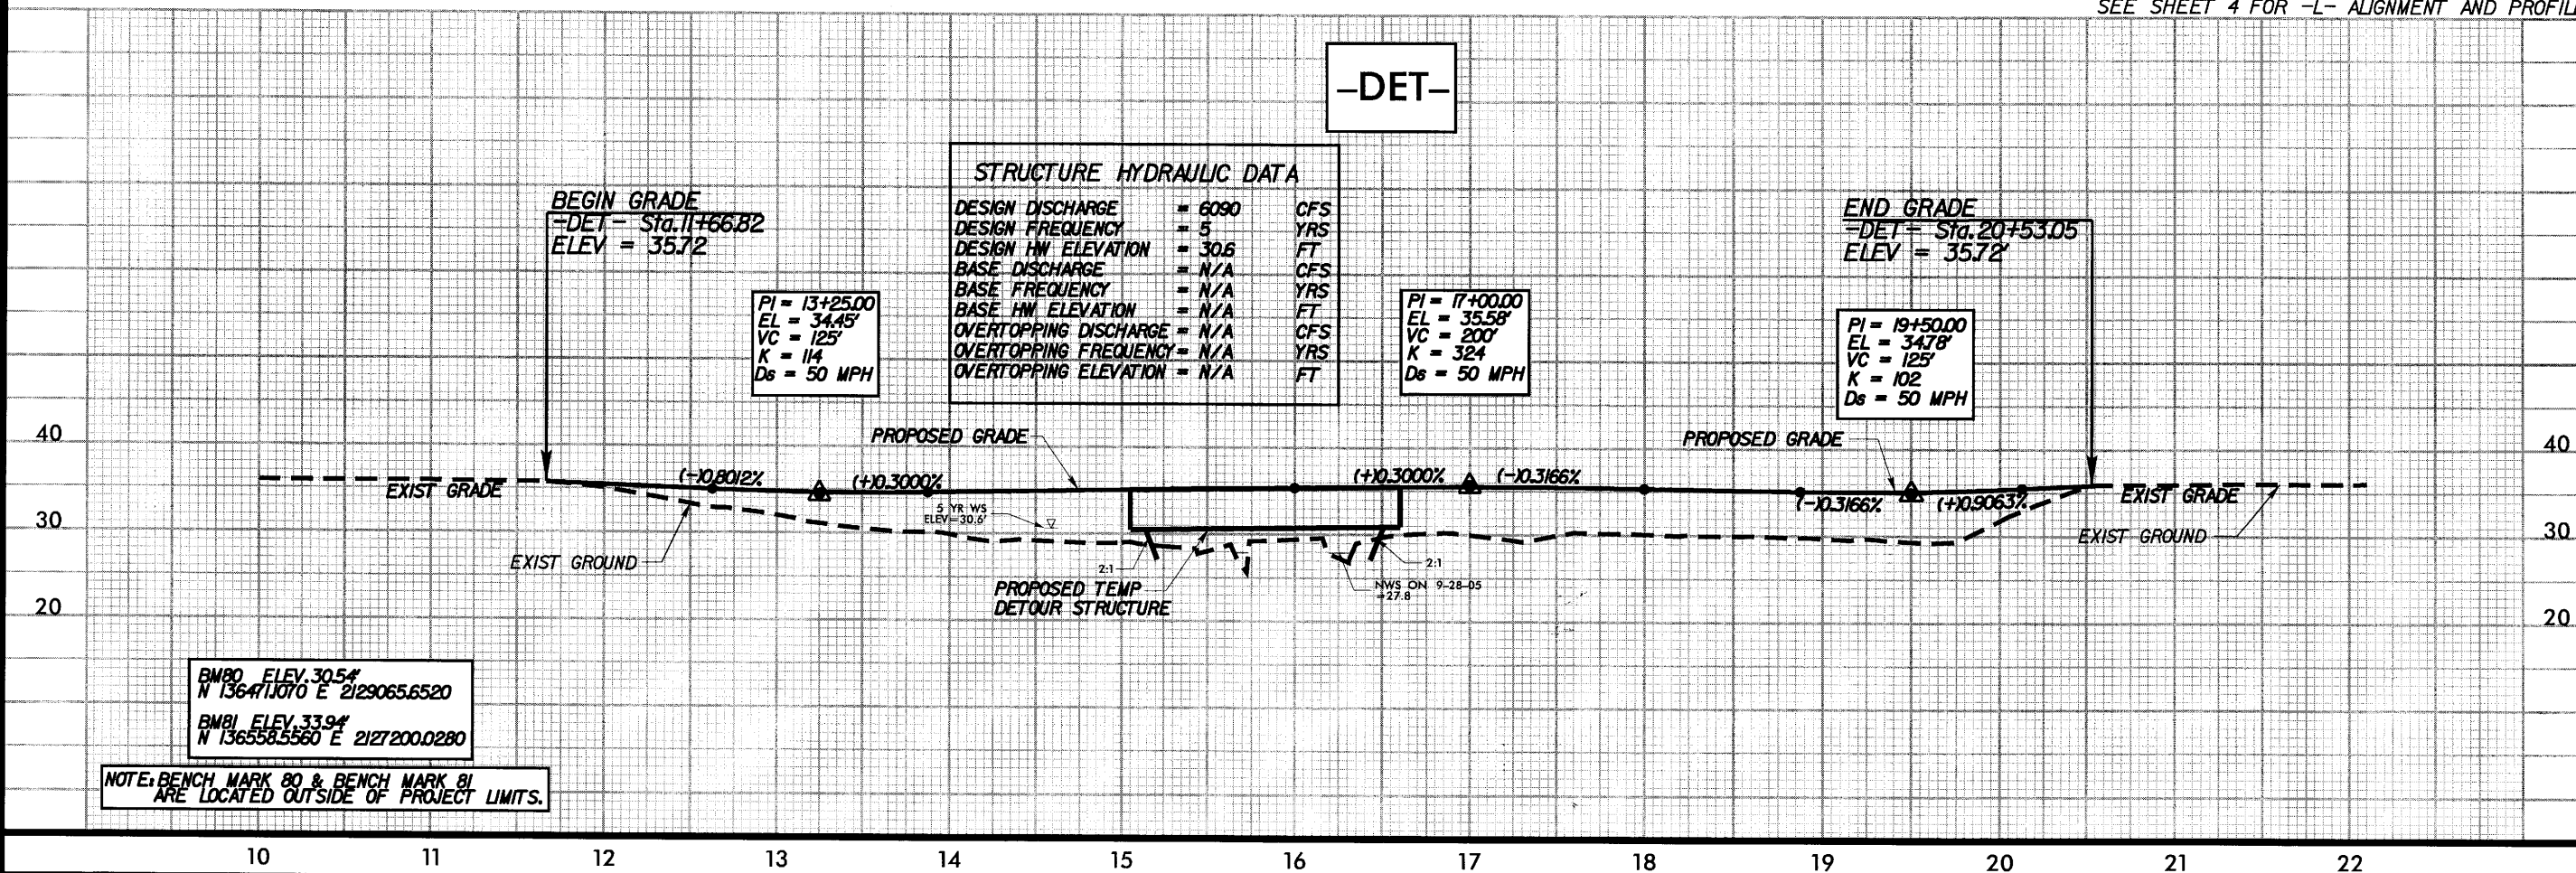 SEE SHEET 4 FOR -L- ALIGNMENT AND PROFILE
-DET-
STRUCTURE HYDRAULIC DATA
DESIGN DISCHARGE = 6090 CFS
DESIGN FREQUENCY = 5 YRS
DESIGN HW ELEVATION = 30.6 FT
BASE DISCHARGE = N/A CFS
BASE FREQUENCY = N/A YRS
BASE HW ELEVATION = N/A FT
OVERTOPPING DISCHARGE = N/A CFS
OVERTOPPING FREQUENCY = N/A YRS
OVERTOPPING ELEVATION = N/A FT
BEGIN GRADE
-DET- Sta. 11+66.82
ELEV = 35.72
END GRADE
-DET- Sta. 20+53.05
ELEV = 35.72'
PI = 13+25.00
EL = 34.45'
VC = 125'
K = 114
Ds = 50 MPH
PI = 17+00.00
EL = 35.58'
VC = 200'
K = 324
Ds = 50 MPH
PI = 19+50.00
EL = 34.78'
VC = 125'
K = 102
Ds = 50 MPH
40
PROPOSED GRADE
PROPOSED GRADE
40
EXIST GRADE
(-)0.8012%
(+)0.3000%
(+)0.3000%
(-)0.3166%
(-)0.3166%
(+)0.9063%
EXIST GRADE
30
5 YR WS
ELEV=30.6'
30
EXIST GROUND
EXIST GROUND
2:1
2:1
PROPOSED TEMP
DETOUR STRUCTURE
NWS ON 9-28-05
=27.8
20
20
BM80 ELEV. 30.54'
N 136471.1070 E 2129065.6520
BM81 ELEV. 33.94'
N 136558.5560 E 2127200.0280
NOTE: BENCH MARK 80 & BENCH MARK 81
ARE LOCATED OUTSIDE OF PROJECT LIMITS.
10 11 12 13 14 15 16 17 18 19 20 21 22